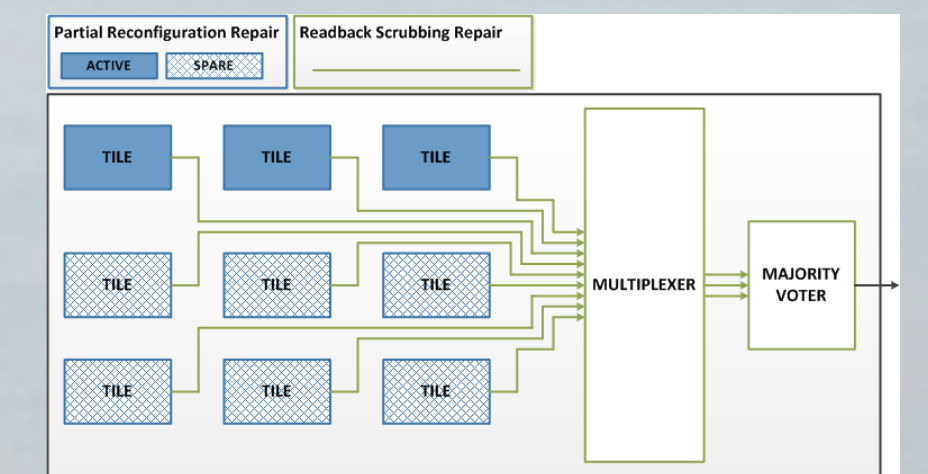 Partial Reconfiguration Repair
ACTIVE
SPARE
Readback Scrubbing Repair
TILE
TILE
TILE
TILE
TILE
TILE
TILE
TILE
TILE
MULTIPLEXER
MAJORITY
VOTER